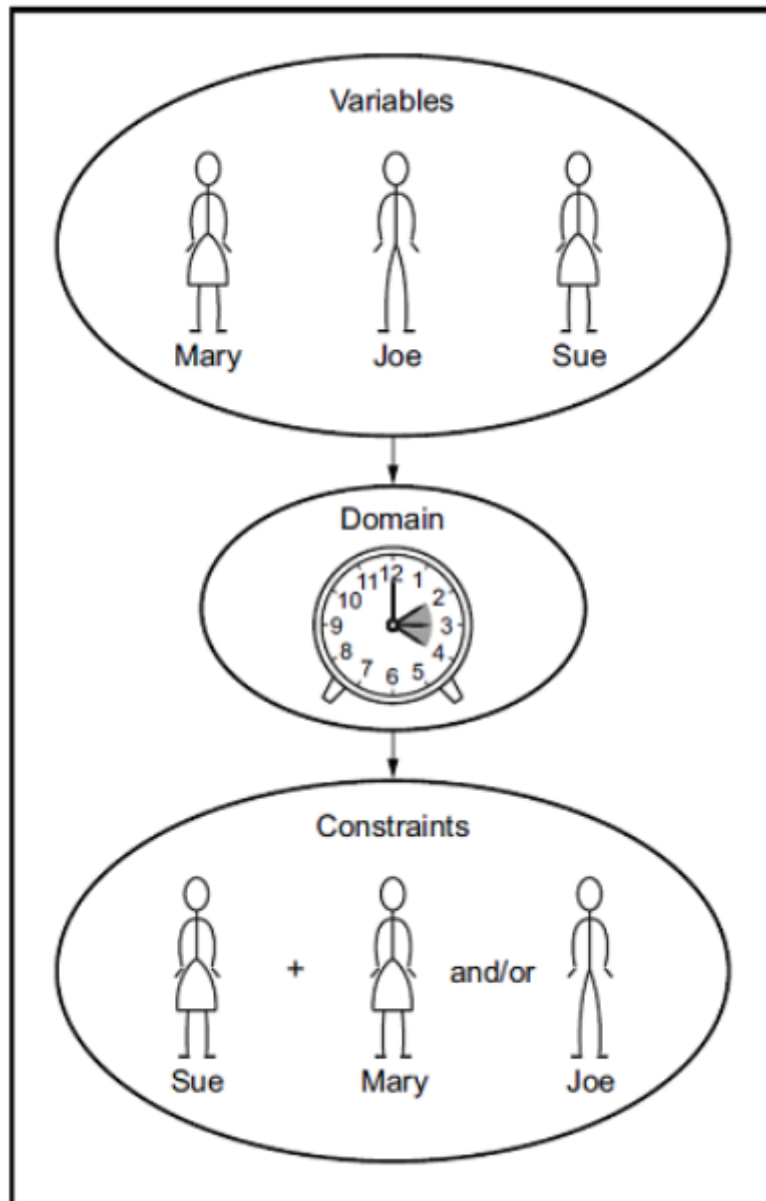 Variables
Mary Joe Sue
Domain
12
11 1
10 2
9 3
8 4
7 5
6
Constraints
+ and/or
Sue Mary Joe